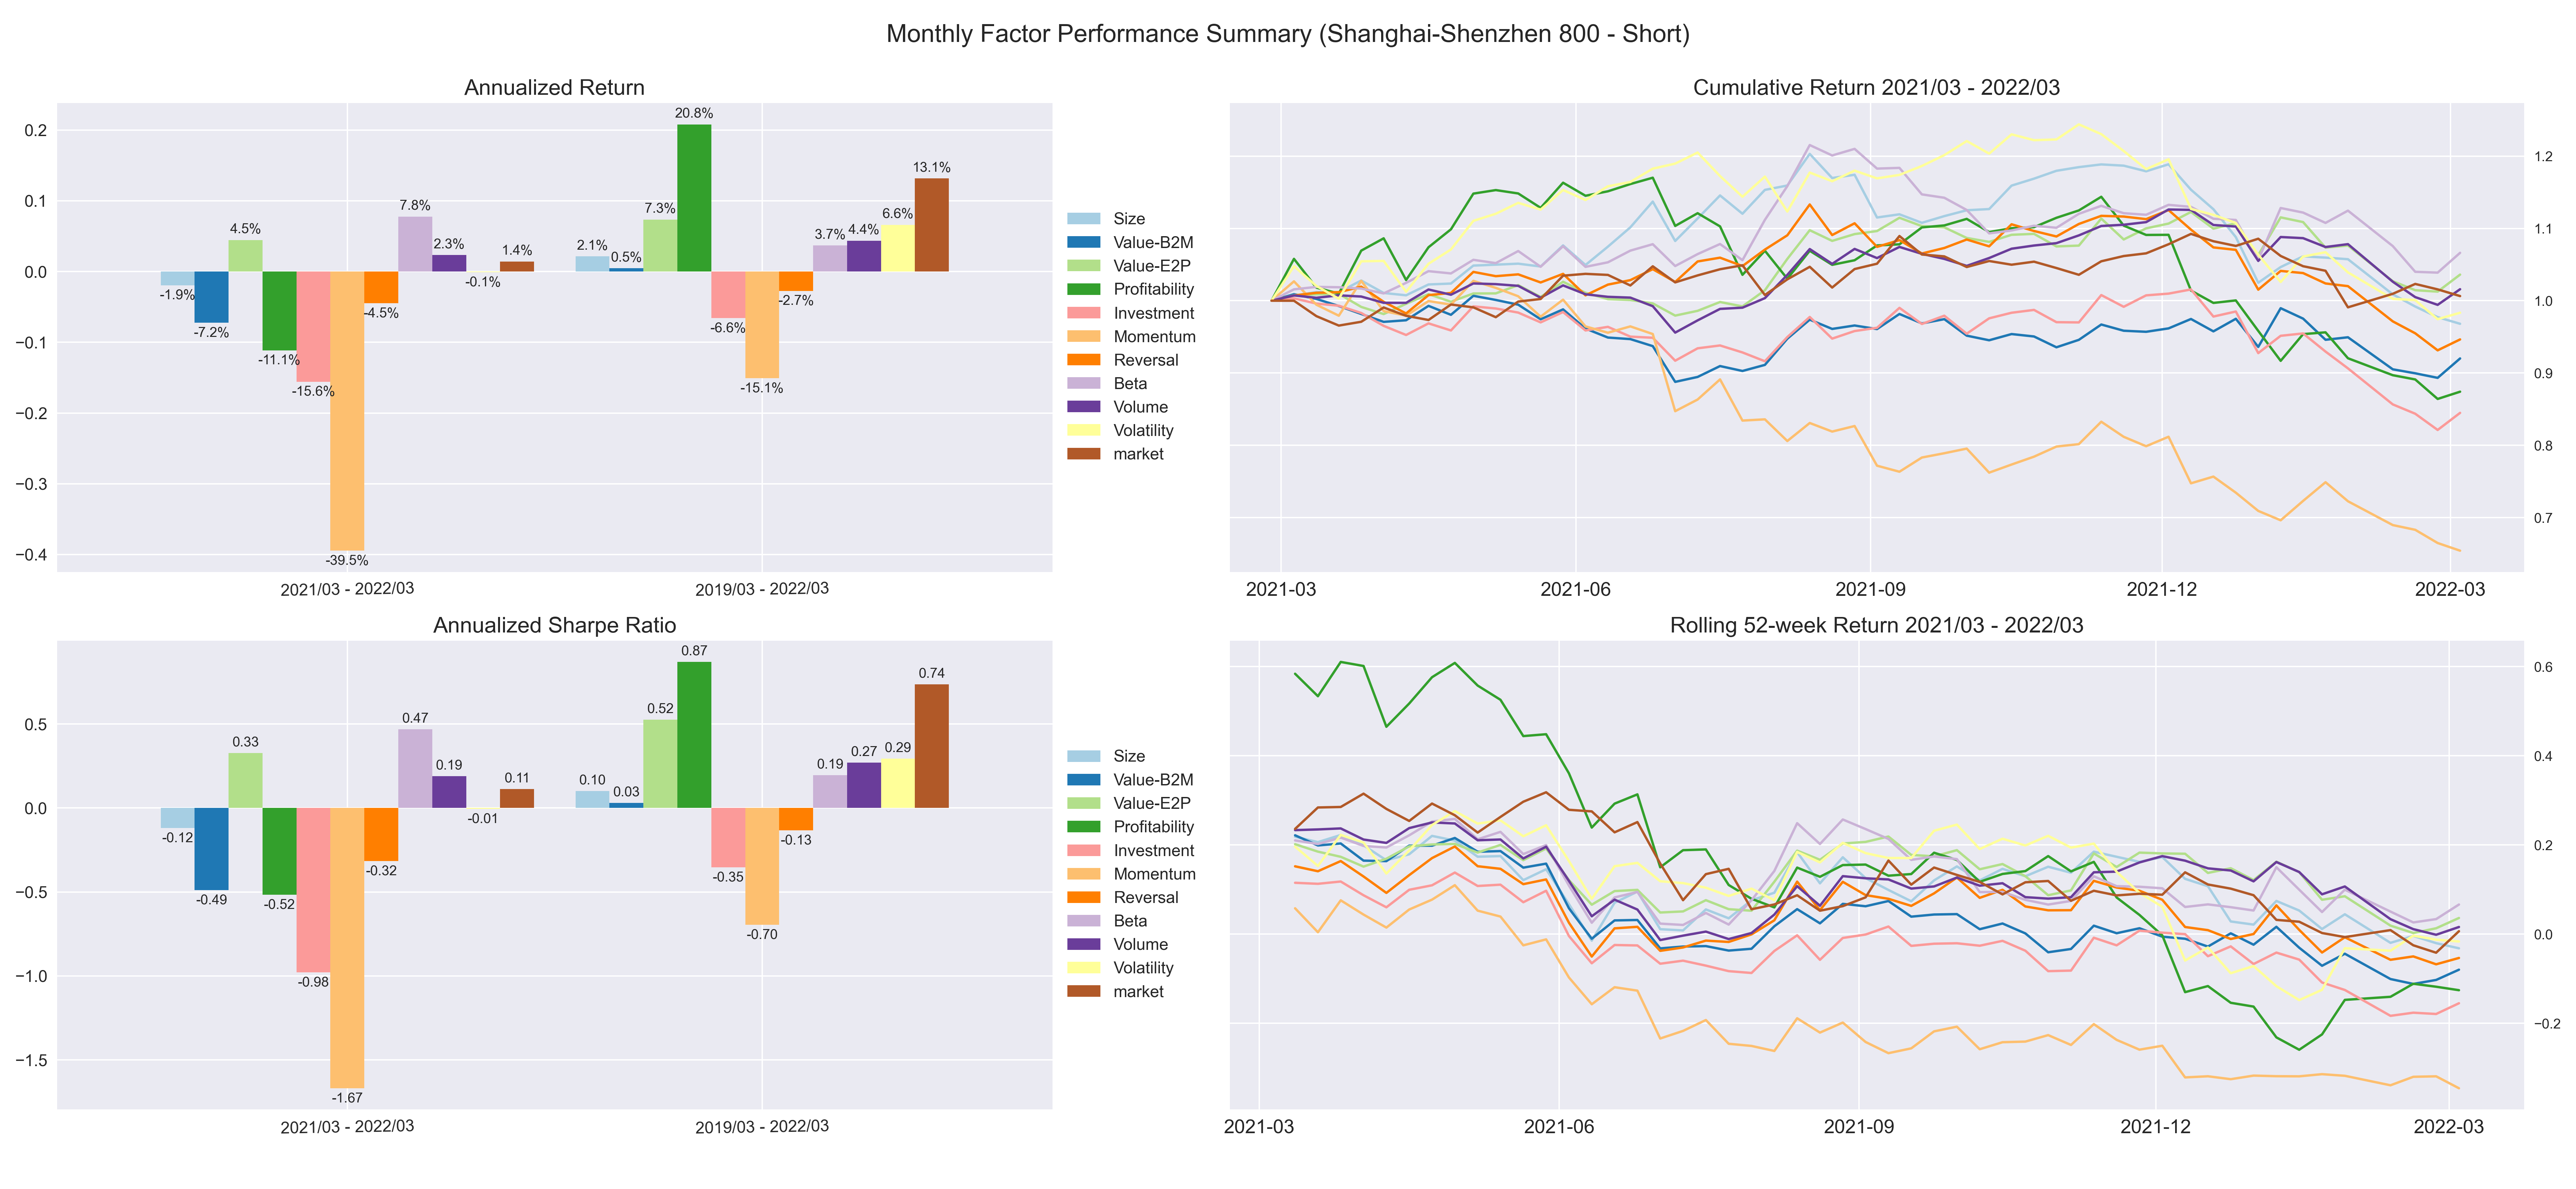 Monthly Factor Performance Summary (Shanghai-Shenzhen 800 - Short)
Annualized Return
0.2
0.1
0.0
−0.1
−0.2
−0.3
−0.4
-1.9%
-7.2%
4.5%
-11.1%
-15.6%
-39.5%
-4.5%
7.8%
2.3%
-0.1%
1.4%
2.1%
0.5%
7.3%
20.8%
-6.6%
-15.1%
-2.7%
3.7%
4.4%
6.6%
13.1%
2021/03 - 2022/03
2019/03 - 2022/03
Size
Value-B2M
Value-E2P
Profitability
Investment
Momentum
Reversal
Beta
Volume
Volatility
market
Cumulative Return 2021/03 - 2022/03
1.2
1.1
1.0
0.9
0.8
0.7
2021-03
2021-06
2021-09
2021-12
2022-03
Annualized Sharpe Ratio
0.5
0.0
−0.5
−1.0
−1.5
-0.12
-0.49
0.33
-0.52
-0.98
-1.67
-0.32
0.47
0.19
-0.01
0.11
0.10
0.03
0.52
0.87
-0.35
-0.70
-0.13
0.19
0.27
0.29
0.74
2021/03 - 2022/03
2019/03 - 2022/03
Size
Value-B2M
Value-E2P
Profitability
Investment
Momentum
Reversal
Beta
Volume
Volatility
market
Rolling 52-week Return 2021/03 - 2022/03
0.6
0.4
0.2
0.0
−0.2
2021-03
2021-06
2021-09
2021-12
2022-03